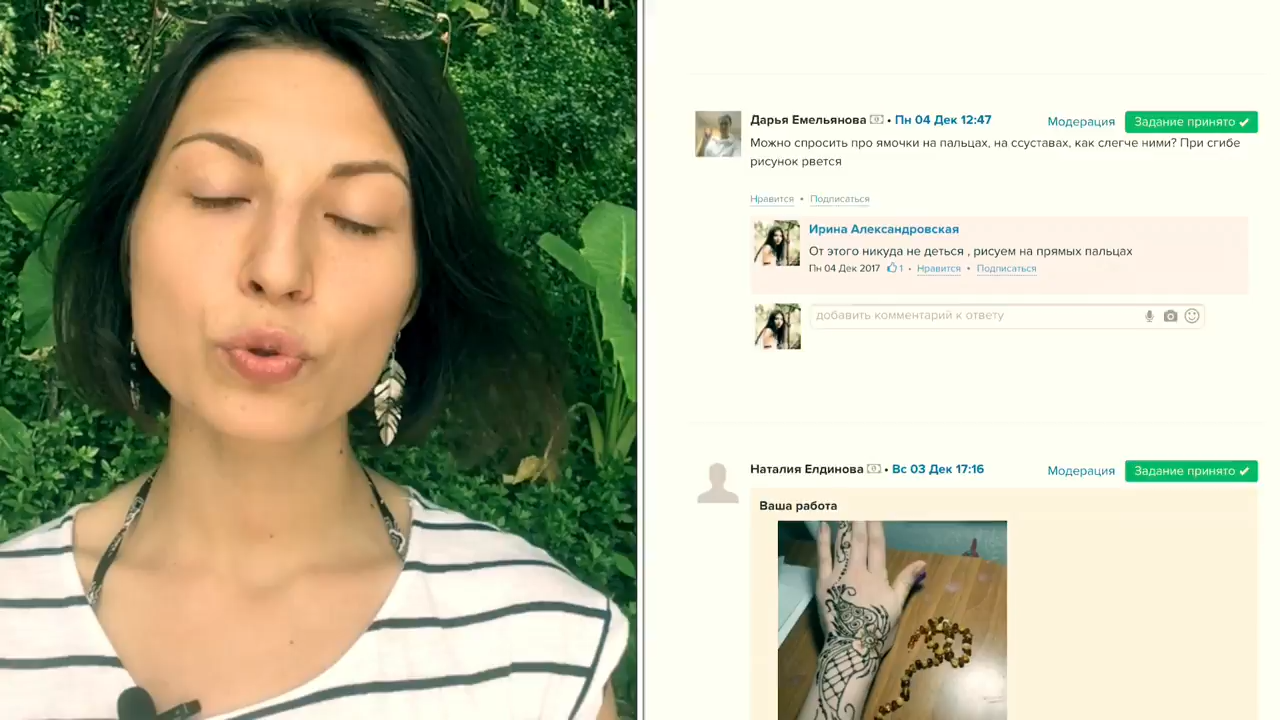 Дарья Емельянова • Пн 04 Дек 12:47
Модерация
Задание принято
Можно спросить про ямочки на пальцах, на ссуставах, как слегче ними? При сгибе
рисунок рвется
Нравится • Подписаться
Ирина Александровская
От этого никуда не деться , рисуем на прямых пальцах
Пн 04 Дек 2017 1 • Нравится • Подписаться
добавить комментарий к ответу
Наталия Елдинова • Вс 03 Дек 17:16
Модерация
Задание принято
Ваша работа